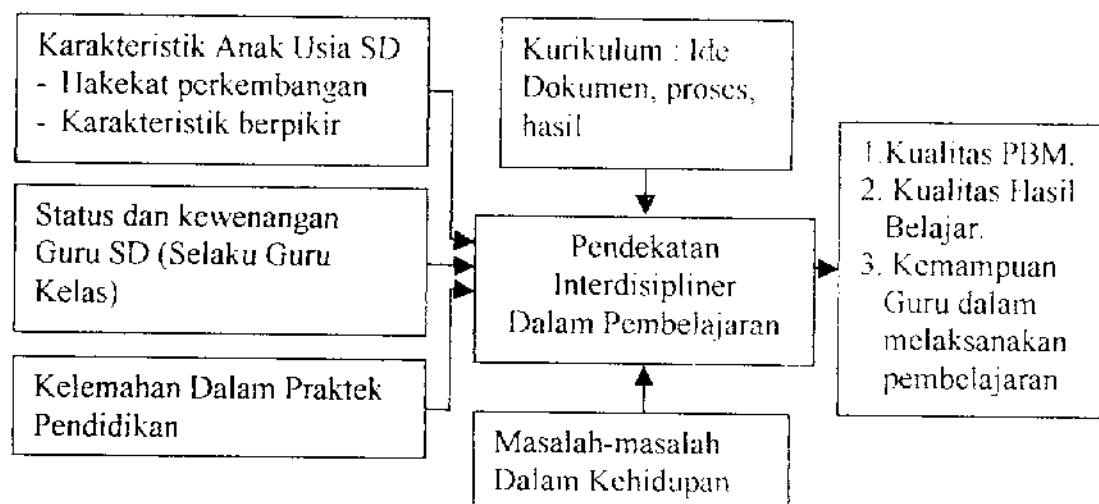 Karakteristik Anak Usia SD
- Hakekat perkembangan
- Karakteristik berpikir
Status dan kewenangan
Guru SD (Selaku Guru
Kelas)
Kelemahan Dalam Praktek
Pendidikan
Kurikulum : Ide
Dokumen, proses,
hasil
Pendekatan
Interdisipliner
Dalam Pembelajaran
Masalah-masalah
Dalam Kehidupan
1.Kualitas PBM.
2. Kualitas Hasil
Belajar.
3. Kemampuan
Guru dalam
melaksanakan
pembelajaran